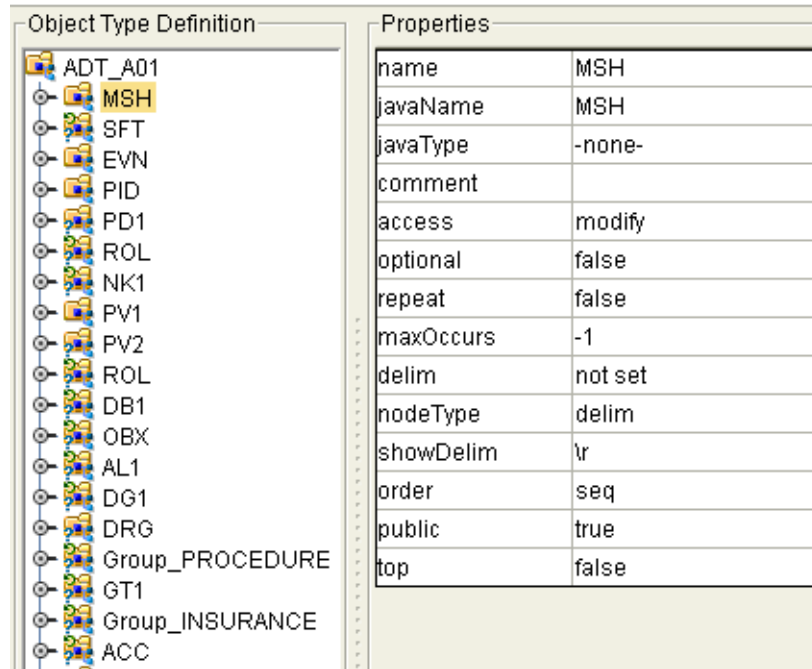 Object Type Definition
ADT_A01
MSH
SFT
EVN
PID
PD1
ROL
NK1
PV1
PV2
ROL
DB1
OBX
AL1
DG1
DRG
Group_PROCEDURE
GT1
Group_INSURANCE
ACC
Properties
name MSH
javaName MSH
javaType -none-
comment
access modify
optional false
repeat false
maxOccurs -1
delim not set
nodeType delim
showDelim \r
order seq
public true
top false